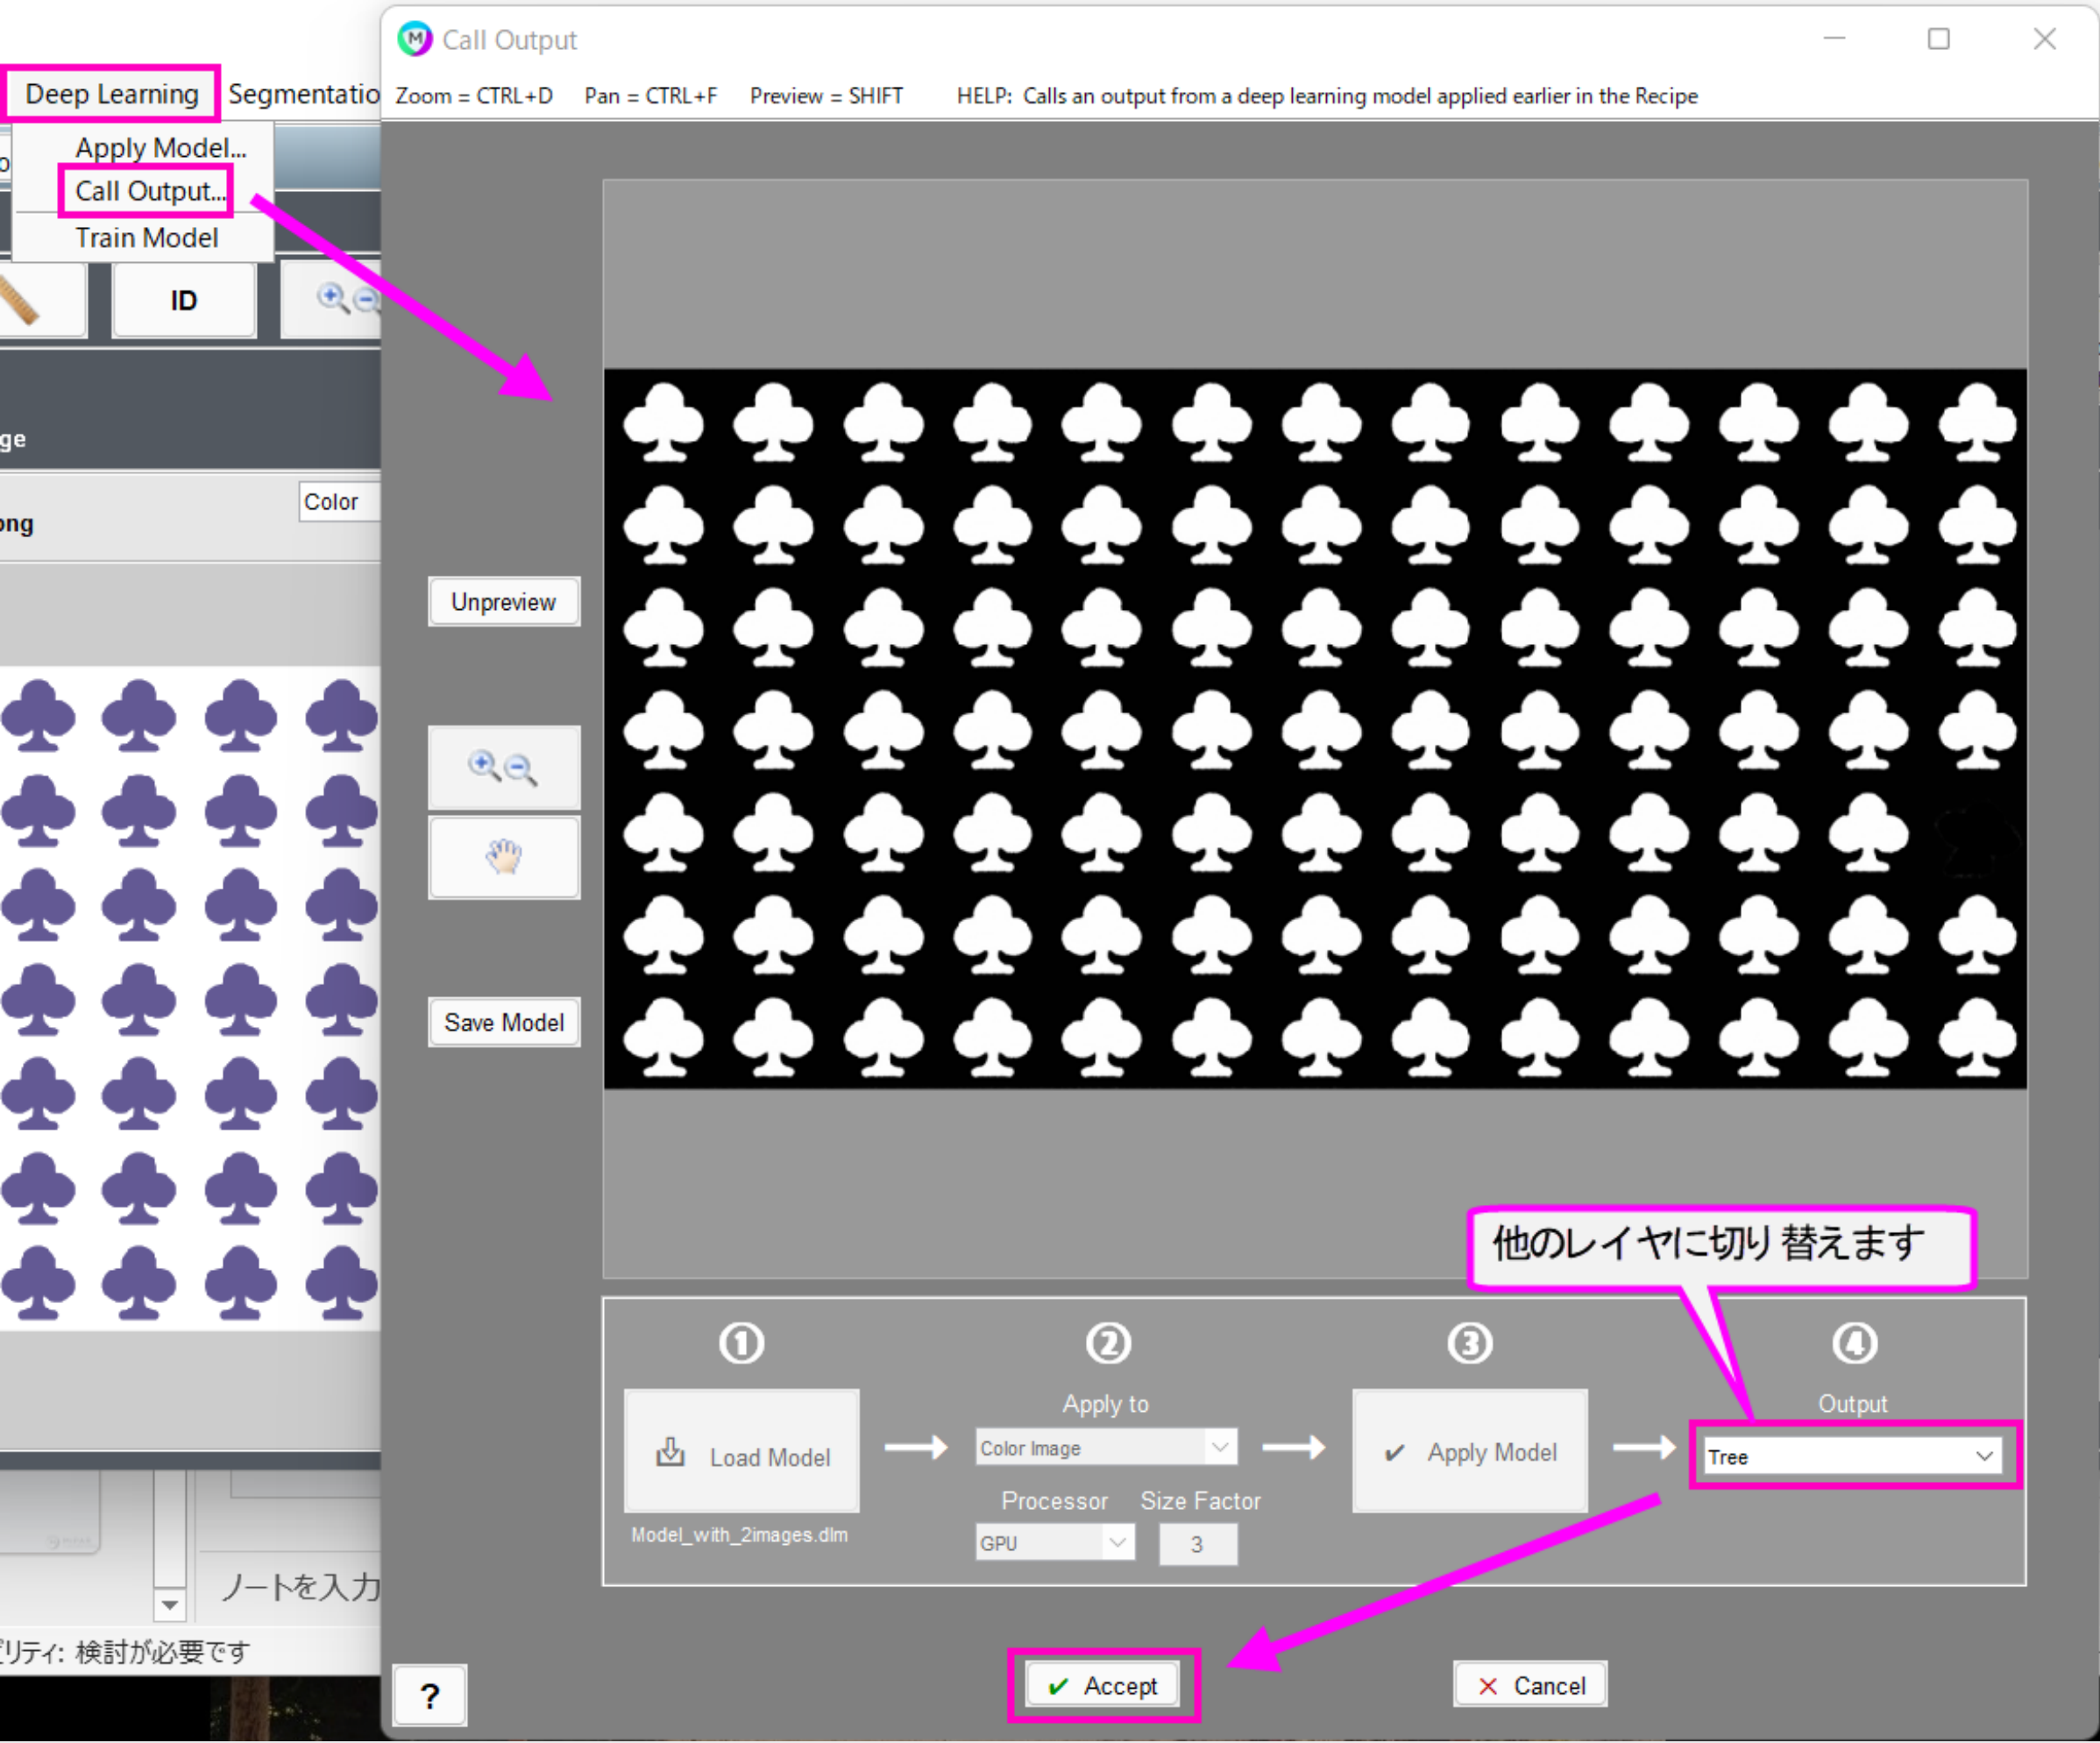 Call Output
Deep Learning
Segmentatio
Zoom = CTRL+D Pan = CTRL+F Preview = SHIFT HELP: Calls an output from a deep learning model applied earlier in the Recipe
Apply Model...
Call Output...
Train Model
ID
ge
Color
ong
Unpreview
Save Model
他のレイヤに切り替えます
① ② ③ ④
Apply to
Output
Load Model
Color Image
Apply Model
Tree
Processor Size Factor
Model_with_2images.dlm
GPU
3
ノートを入力
リティ: 検討が必要です
?
Accept
Cancel